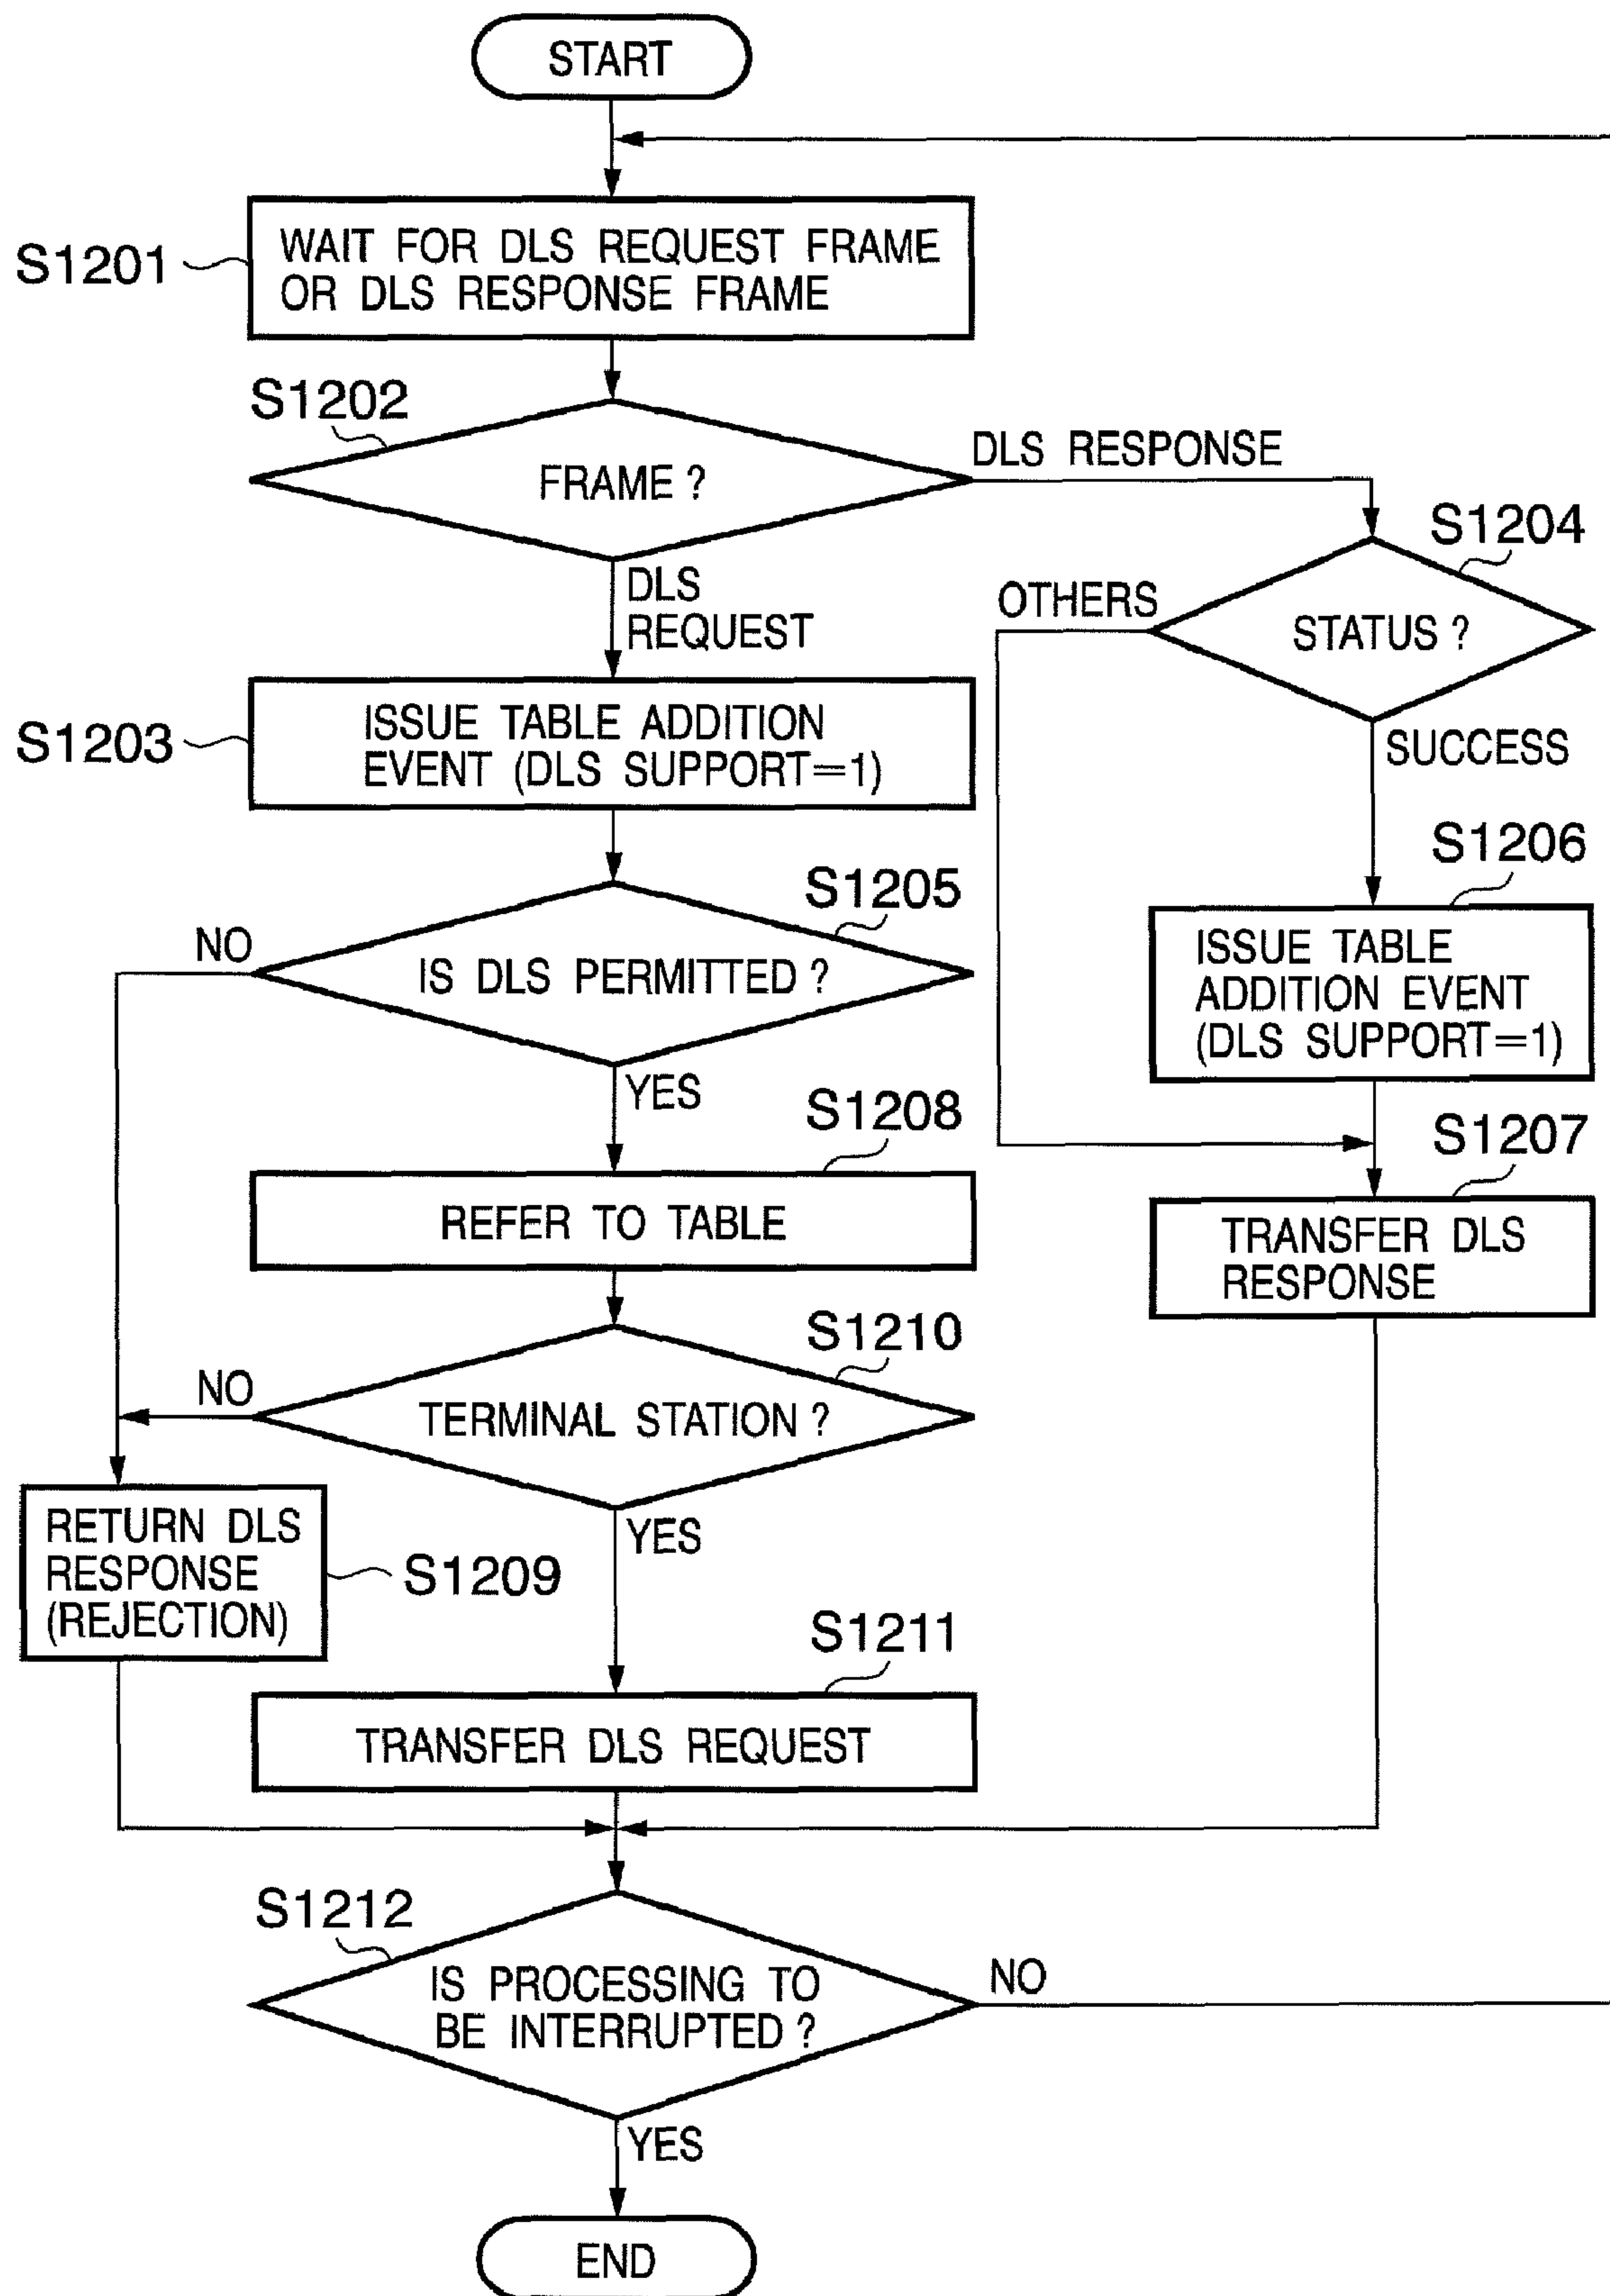 START
S1201
WAIT FOR DLS REQUEST FRAME
OR DLS RESPONSE FRAME
S1202
FRAME ?
DLS RESPONSE
DLS
REQUEST
S1204
OTHERS
STATUS ?
SUCCESS
S1203
ISSUE TABLE ADDITION
EVENT (DLS SUPPORT=1)
S1205
NO
IS DLS PERMITTED ?
YES
S1206
ISSUE TABLE
ADDITION EVENT
(DLS SUPPORT=1)
S1208
REFER TO TABLE
S1207
TRANSFER DLS
RESPONSE
S1210
NO
TERMINAL STATION ?
YES
RETURN DLS
RESPONSE
(REJECTION)
S1209
S1211
TRANSFER DLS REQUEST
S1212
IS PROCESSING TO
BE INTERRUPTED ?
NO
YES
END